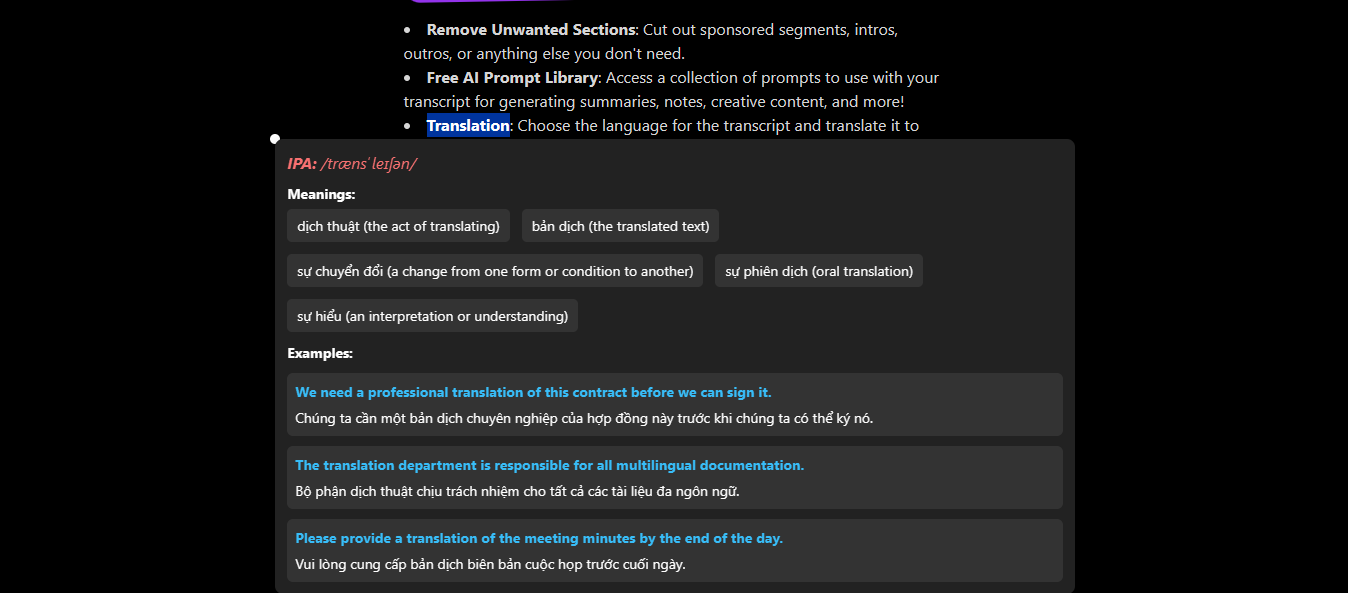 • Remove Unwanted Sections: Cut out sponsored segments, intros,
outros, or anything else you don't need.
• Free AI Prompt Library: Access a collection of prompts to use with your
transcript for generating summaries, notes, creative content, and more!
• Translation: Choose the language for the transcript and translate it to
IPA: /trænsˈleɪʃən/
Meanings:
dịch thuật (the act of translating) bản dịch (the translated text)
sự chuyển đổi (a change from one form or condition to another) sự phiên dịch (oral translation)
sự hiểu (an interpretation or understanding)
Examples:
We need a professional translation of this contract before we can sign it.
Chúng ta cần một bản dịch chuyên nghiệp của hợp đồng này trước khi chúng ta có thể ký nó.
The translation department is responsible for all multilingual documentation.
Bộ phận dịch thuật chịu trách nhiệm cho tất cả các tài liệu đa ngôn ngữ.
Please provide a translation of the meeting minutes by the end of the day.
Vui lòng cung cấp bản dịch biên bản cuộc họp trước cuối ngày.